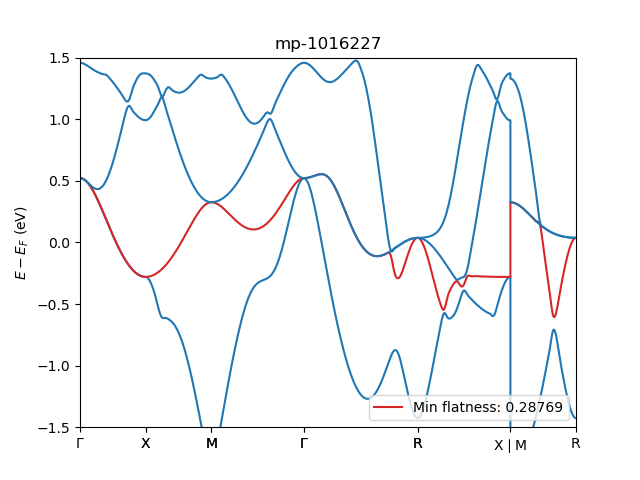 mp-1016227
E − E_F (eV)
1.5
1.0
0.5
0.0
−0.5
−1.0
−1.5
Min flatness: 0.28769
Γ X M Γ R X | M R